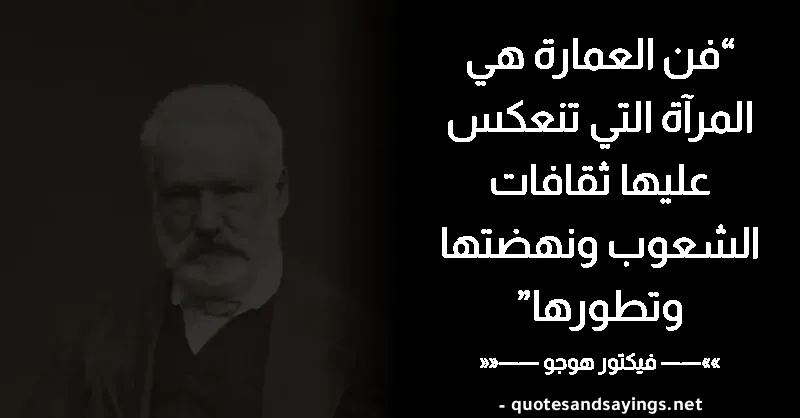 “فن العمارة هي
المرآة التي تنعكس
عليها ثقافات
الشعوب ونهضتها
وتطورها”
»»—— فيكتور هوجو ——««
- quotesandsayings.net